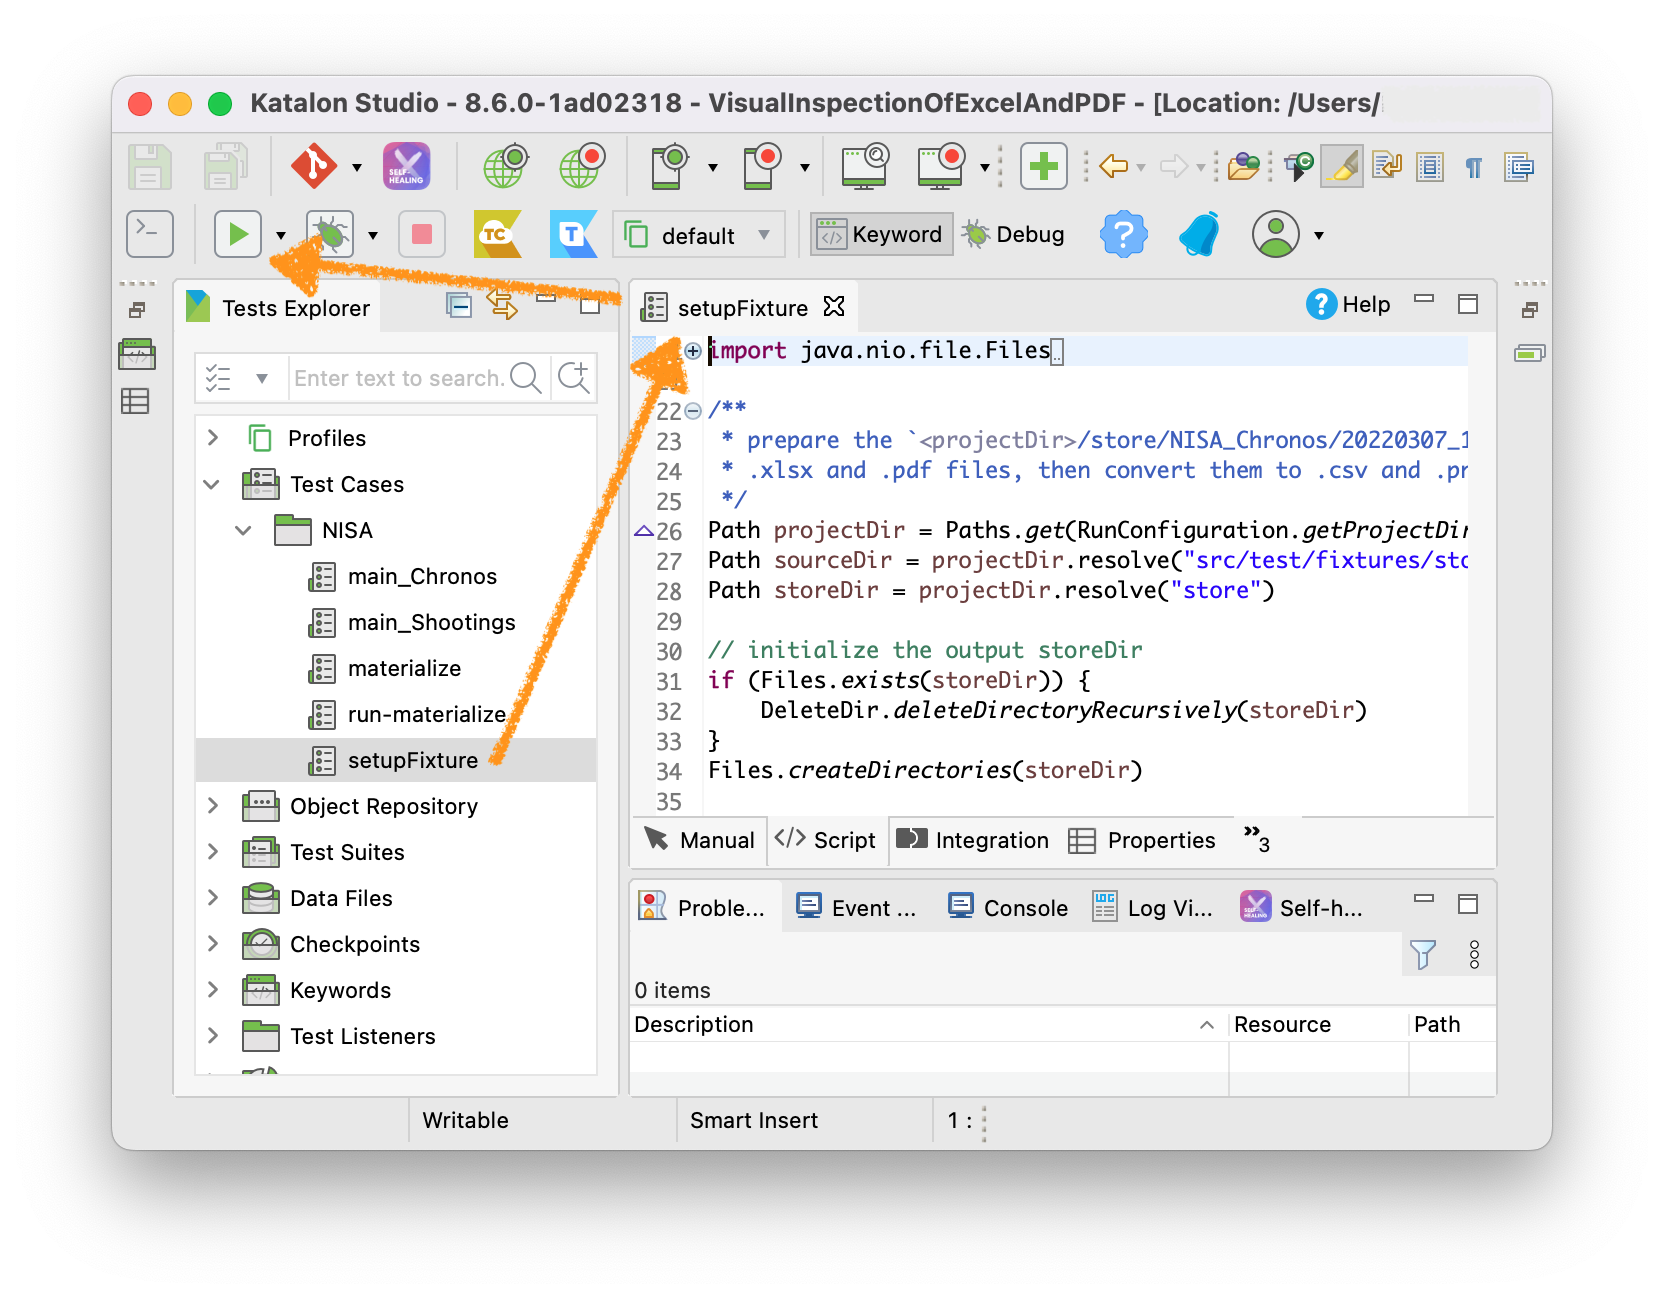 Katalon Studio - 8.6.0-1ad02318 - VisualInspectionOfExcelAndPDF - [Location: /Users/
SELF-
HEALING
TC
T
default
Keyword
Debug
?
Tests Explorer
Enter text to search.
Profiles
Test Cases
NISA
main_Chronos
main_Shootings
materialize
run-materialize
setupFixture
Object Repository
Test Suites
Data Files
Checkpoints
Keywords
Test Listeners
setupFixture
Help
import java.nio.file.Files
22 /**
23 * prepare the `<projectDir>/store/NISA_Chronos/20220307_1
24 * .xlsx and .pdf files, then convert them to .csv and .pr
25 */
26 Path projectDir = Paths.get(RunConfiguration.getProjectDir
27 Path sourceDir = projectDir.resolve("src/test/fixtures/sto
28 Path storeDir = projectDir.resolve("store")
29
30 // initialize the output storeDir
31 if (Files.exists(storeDir)) {
32 DeleteDir.deleteDirectoryRecursively(storeDir)
33 }
34 Files.createDirectories(storeDir)
35
Manual
Script
Integration
Properties
»3
Proble...
Event ...
Console
LOG
Log Vi...
Self-h...
0 items
Description
Resource
Path
Writable
Smart Insert
1 :